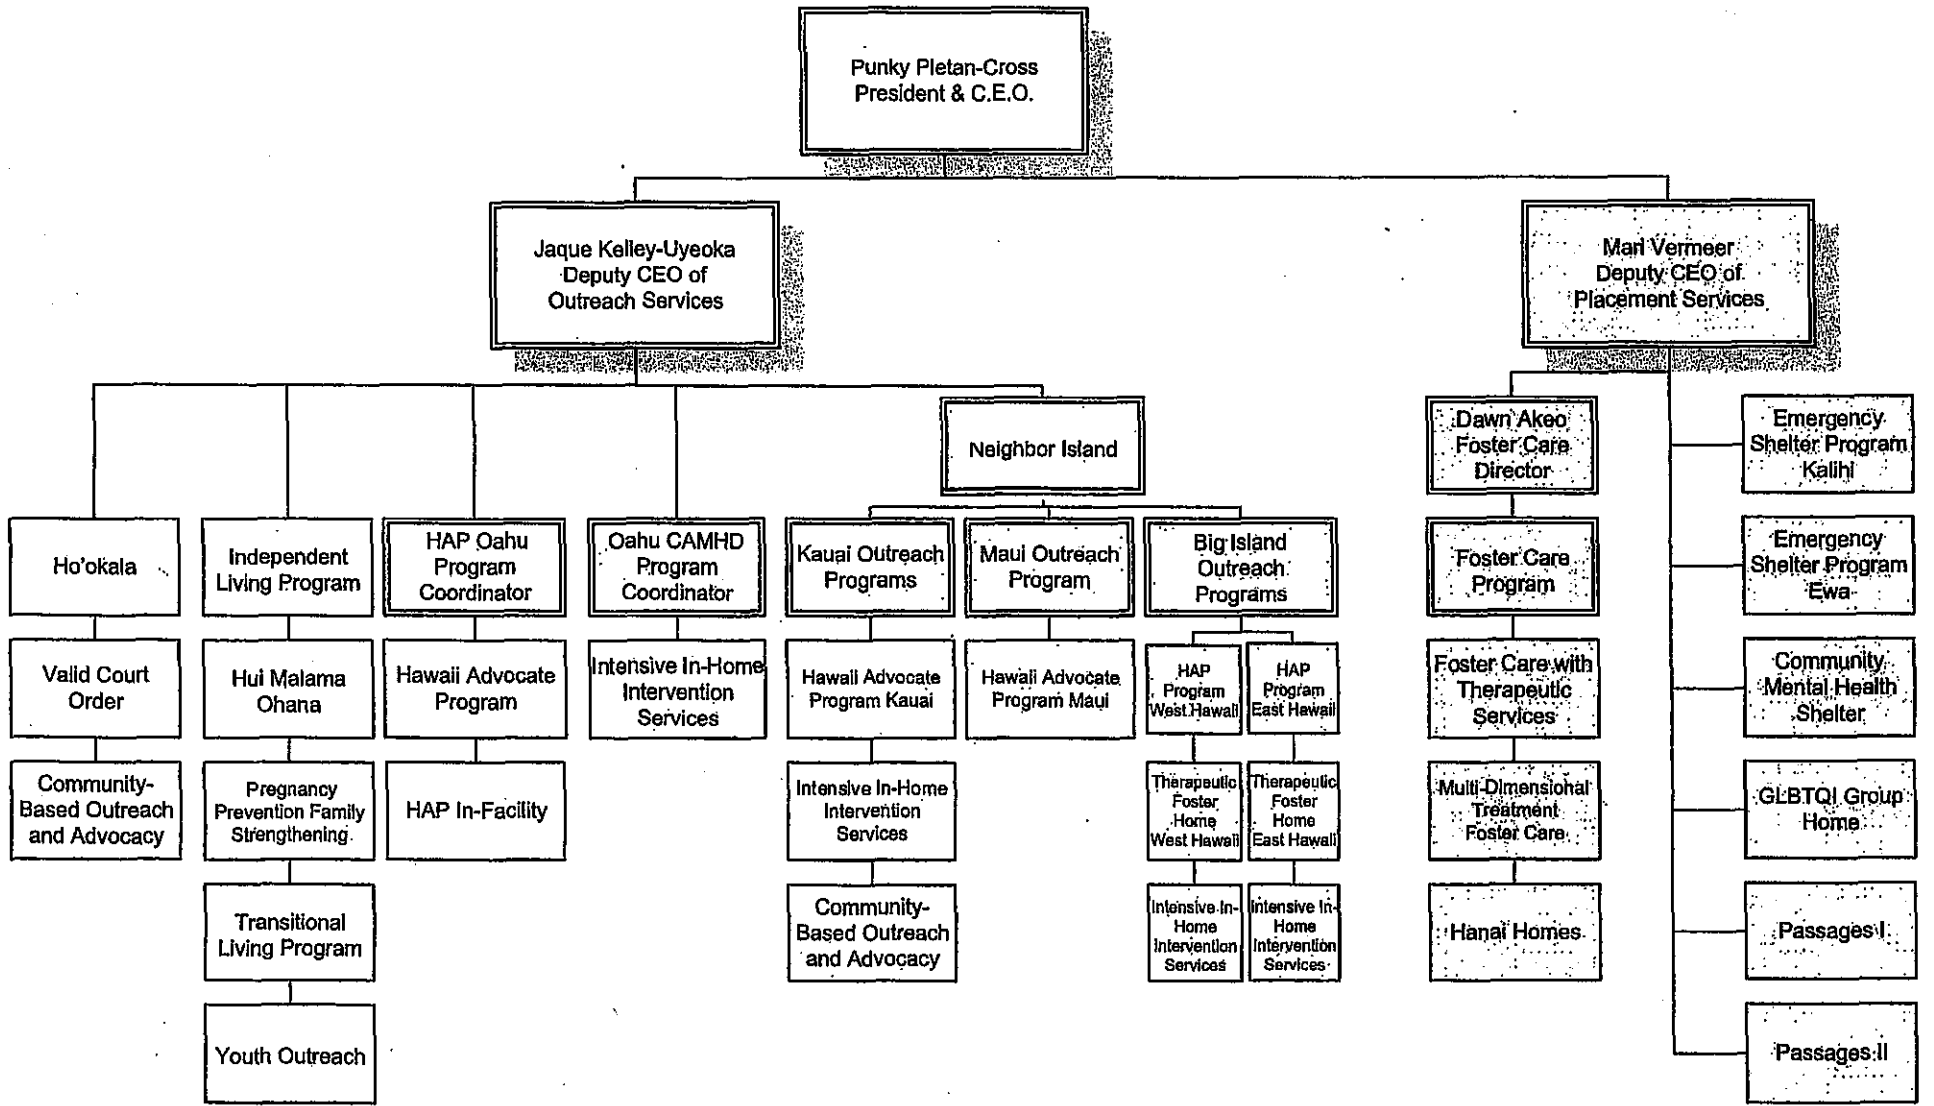 Punky Pletan-Cross
President & C.E.O.
Jaque Kelley-Uyeoka
Deputy CEO of
Outreach Services
Mari Vermeer
Deputy CEO of
Placement Services
Neighbor Island
Dawn Akeo
Foster Care
Director
Emergency
Shelter Program
Kalihi
Ho'okala
Independent
Living Program
HAP Oahu
Program
Coordinator
Oahu CAMHD
Program
Coordinator
Kauai Outreach
Programs
Maui Outreach
Program
Big Island
Outreach
Programs
Foster Care
Program
Emergency
Shelter Program
Ewa
Valid Court
Order
Hui Malama
Ohana
Hawaii Advocate
Program
Intensive In-Home
Intervention
Services
Hawaii Advocate
Program Kauai
Hawaii Advocate
Program Maui
HAP
Program
West Hawaii
HAP
Program
East Hawaii
Foster Care with
Therapeutic
Services
Community
Mental Health
Shelter
Community-
Based Outreach
and Advocacy
Pregnancy
Prevention Family
Strengthening
HAP In-Facility
Intensive In-Home
Intervention
Services
Therapeutic
Foster
Home
West Hawaii
Therapeutic
Foster
Home
East Hawaii
Multi-Dimensional
Treatment
Foster Care
GLBTQI Group
Home
Transitional
Living Program
Community-
Based Outreach
and Advocacy
Intensive In-
Home
Intervention
Services
Intensive In-
Home
Intervention
Services
Hanai Homes
Passages I
Youth Outreach
Passages II